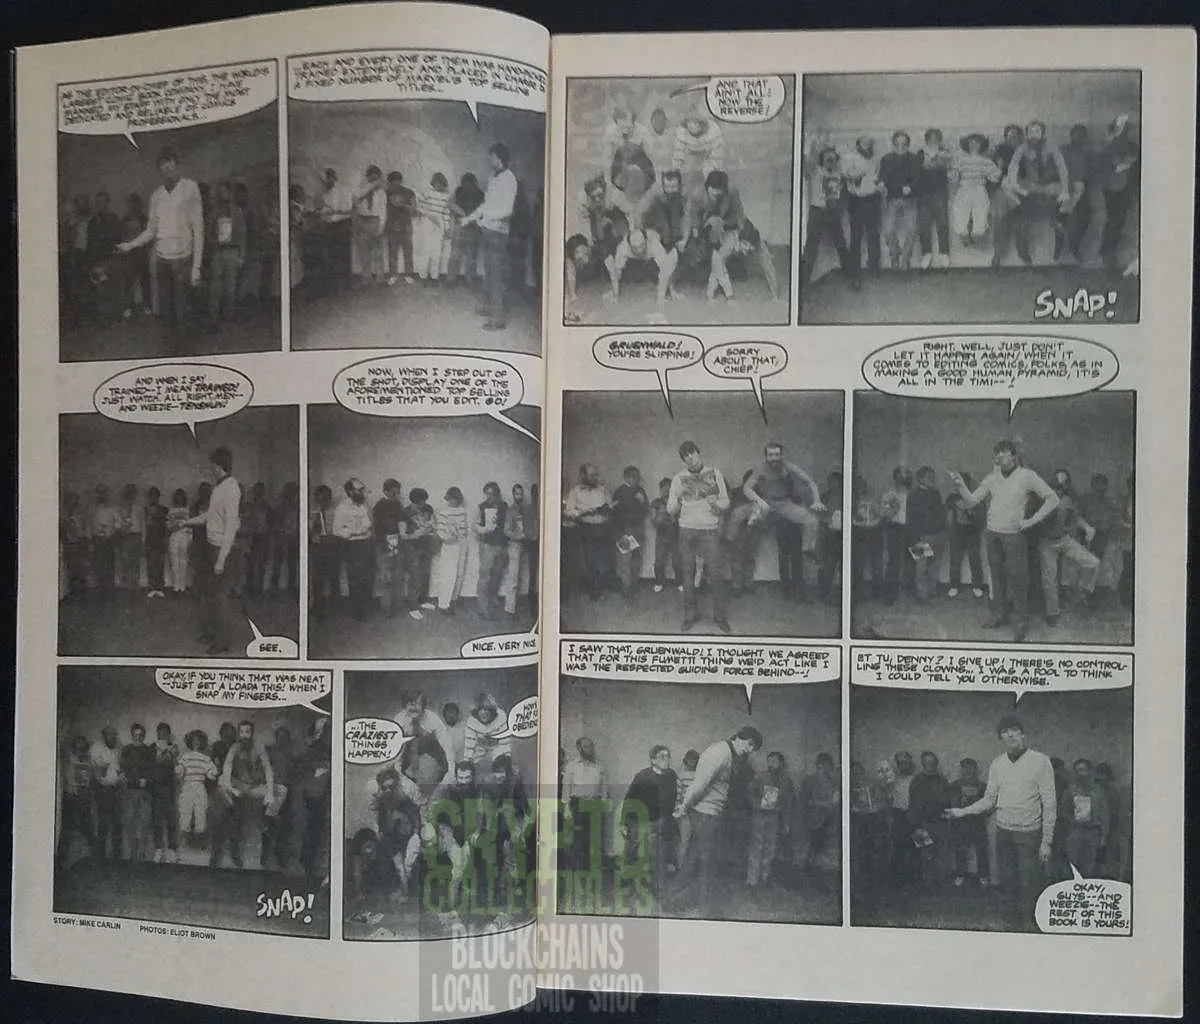 AS THE EDITOR-IN-CHIEF OF THIS, THE WORLD'S
LARGEST COMIC BOOK COMPANY, I HAVE
MANNED MY STAFF WITH ONLY THE MOST
DEDICATED AND RELIABLE OF COMICS
PROFESSIONALS...
...EACH AND EVERY ONE OF THEM WAS HAND-PICKED,
TRAINED EXTENSIVELY AND PLACED IN CHARGE OF
A FIXED NUMBER OF MARVEL'S TOP SELLING
TITLES...
AND WHEN I SAY
TRAINED--I MEAN TRAINED!
JUST WATCH. ALL RIGHT, MEN--
AND WEEZIE--TENSHUN!
SEE.
NOW, WHEN I STEP OUT OF
THE SHOT, DISPLAY ONE OF THE
AFOREMENTIONED TOP SELLING
TITLES THAT YOU EDIT. GO!
NICE. VERY NICE
OKAY, IF YOU THINK THAT WAS NEAT
--JUST GET A LOADA THIS! WHEN I
SNAP MY FINGERS...
SNAP!
...THE
CRAZIEST
THINGS
HAPPEN!
HOW'S
THAT
STORY: MIKE CARLIN
PHOTOS: ELIOT BROWN
AND THAT
AIN'T ALL!
NOW THE
REVERSE!
SNAP!
GRUENWALD!
YOU'RE SLIPPING!
SORRY
ABOUT THAT,
CHIEF!
RIGHT. WELL, JUST DON'T
LET IT HAPPEN AGAIN! WHEN IT
COMES TO EDITING COMICS, FOLKS, AS IN
MAKING A GOOD HUMAN PYRAMID, IT'S
ALL IN THE TIMI--!
I SAW THAT, GRUENWALD! I THOUGHT WE AGREED
THAT FOR THIS FUMETTI THING WE'D ACT LIKE I
WAS THE RESPECTED GUIDING FORCE BEHIND--!
ET TU, DENNY? I GIVE UP! THERE'S NO CONTROL-
LING THESE CLOWNS... I WAS A FOOL TO THINK
I COULD TELL YOU OTHERWISE.
OKAY,
GUYS--AND
WEEZIE--THE
REST OF THIS
BOOK IS YOURS!
CRYPTO
COLLECTIBLES
BLOCKCHAINS
LOCAL COMIC SHOP